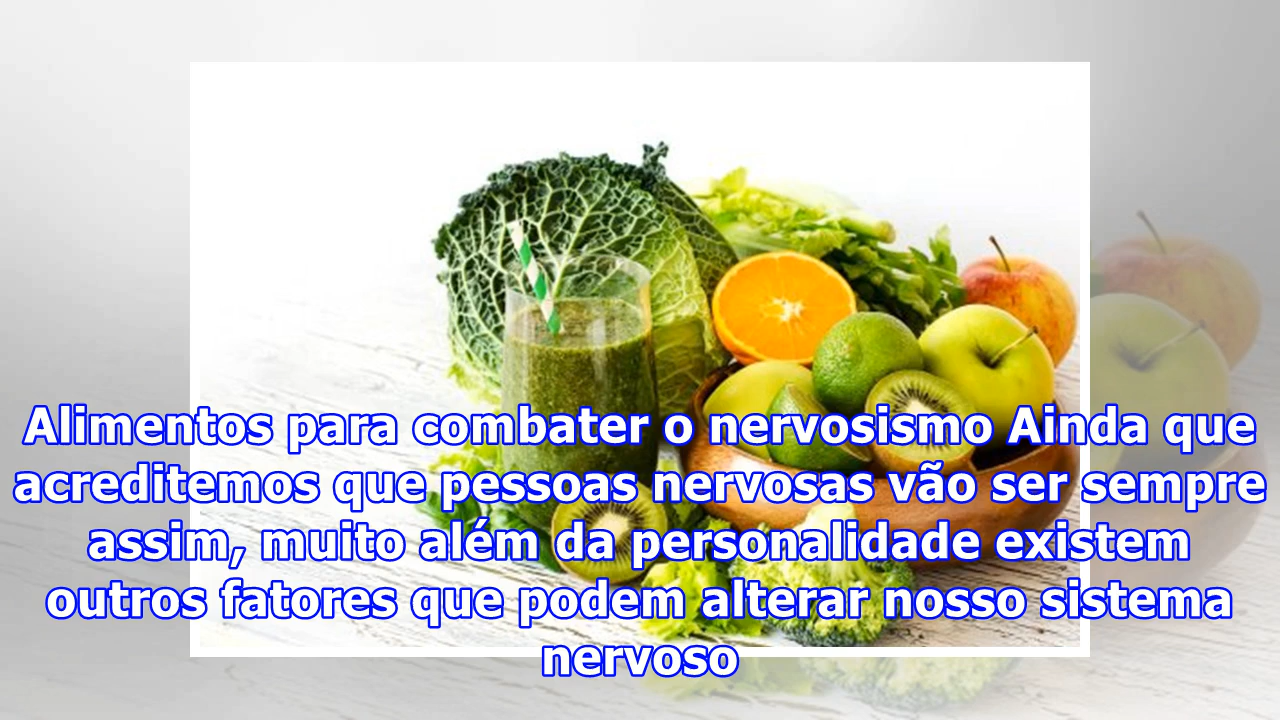 Alimentos para combater o nervosismo Ainda que
acreditemos que pessoas nervosas vão ser sempre
assim, muito além da personalidade existem
outros fatores que podem alterar nosso sistema
nervoso